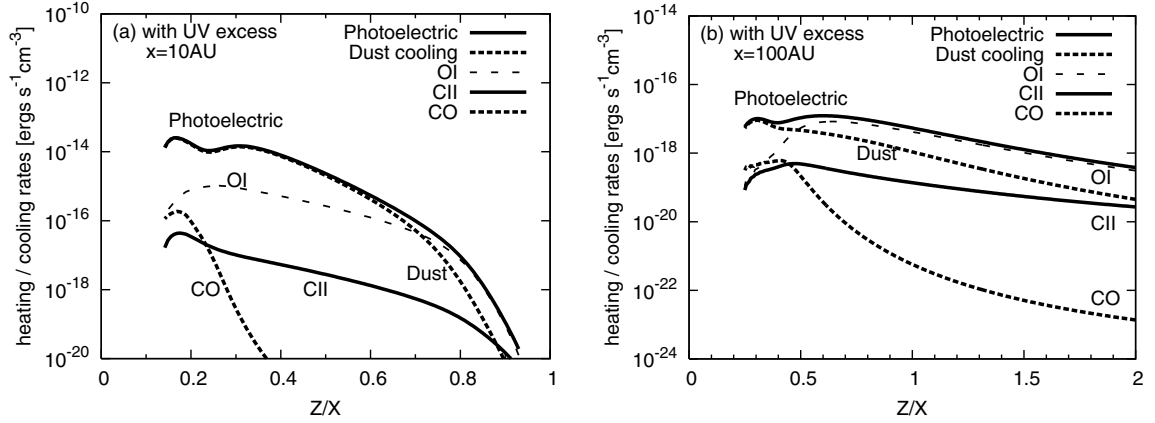 (a) with UV excess
x=10AU
Photoelectric
Dust cooling
OI
CII
CO
Photoelectric
OI
CO
CII
Dust
heating / cooling rates [ergs s⁻¹cm⁻³]
10⁻¹⁰
10⁻¹²
10⁻¹⁴
10⁻¹⁶
10⁻¹⁸
10⁻²⁰
0 0.2 0.4 0.6 0.8 1
Z/X
(b) with UV excess
x=100AU
Photoelectric
Dust cooling
OI
CII
CO
Photoelectric
Dust
OI
CII
CO
heating / cooling rates [ergs s⁻¹cm⁻³]
10⁻¹⁴
10⁻¹⁶
10⁻¹⁸
10⁻²⁰
10⁻²²
10⁻²⁴
0 0.5 1 1.5 2
Z/X